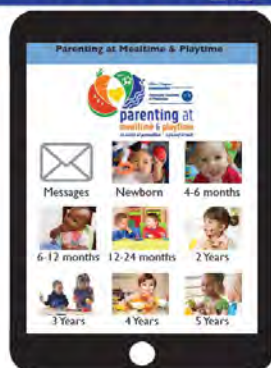 Parenting at Mealtime & Playtime
parenting at
mealtime & playtime
Messages
Newborn
4-6 months
6-12 months
12-24 months
2 Years
3 Years
4 Years
5 Years